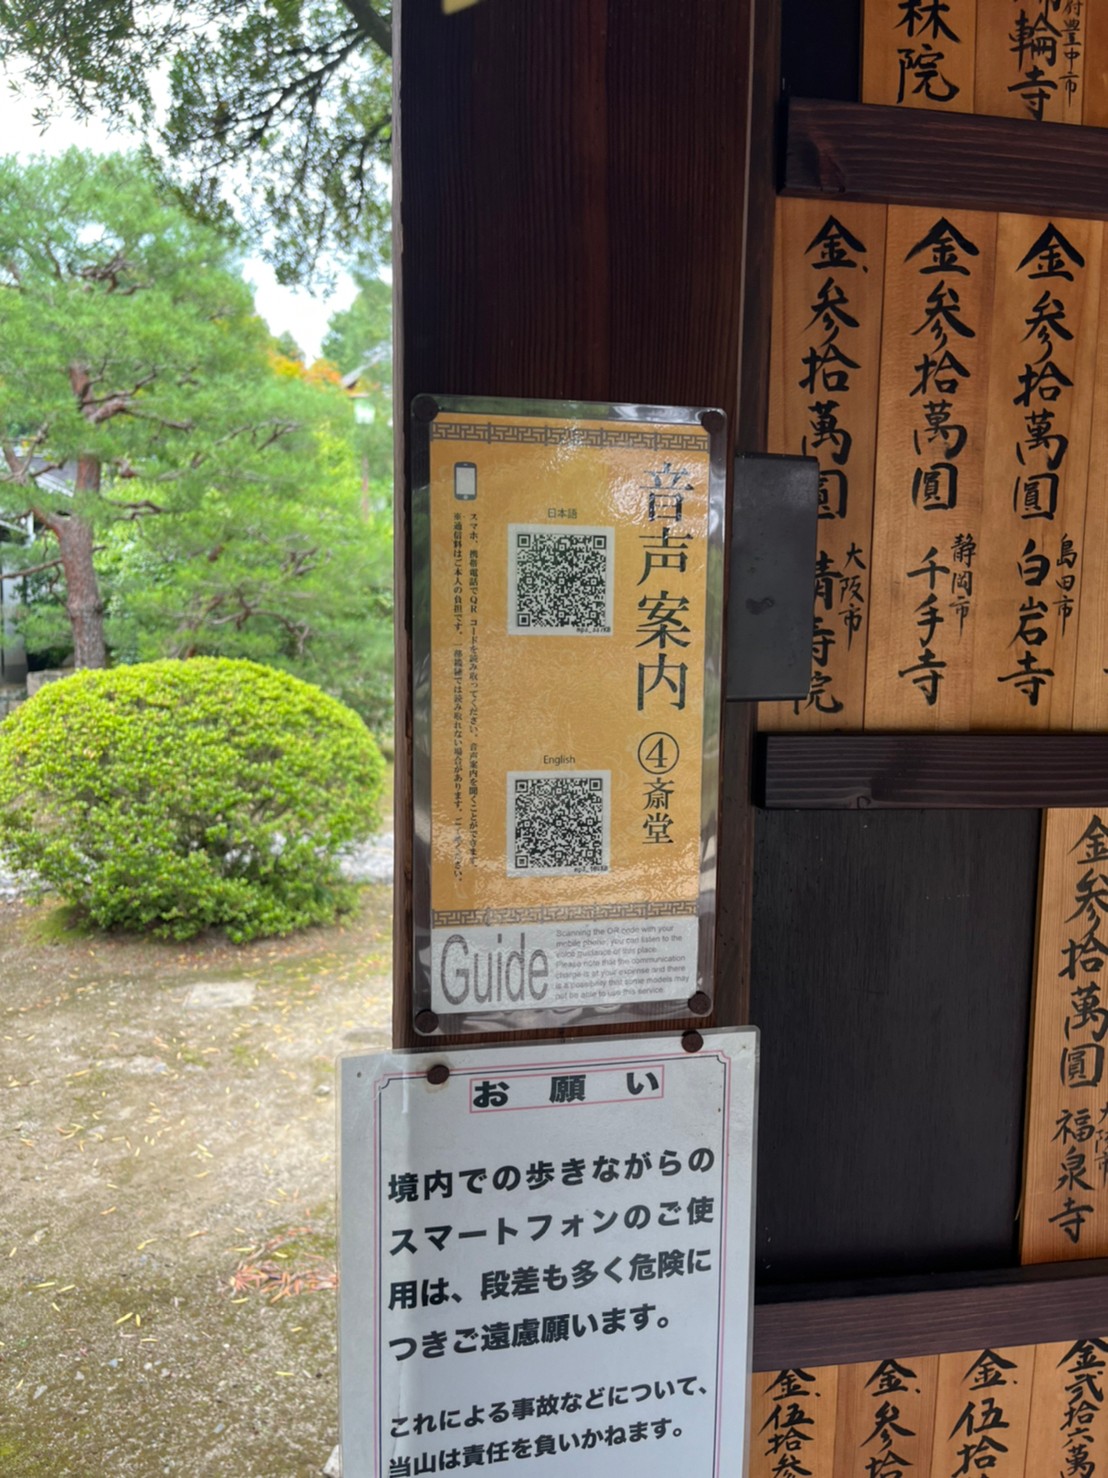 音声案内 ④斎堂
日本語
English
スマホ、携帯電話でQRコードを読み取ってください。音声案内を聞くことができます。
※通信料はご本人の負担です。一部機種では読み取れない場合があります。ご了承ください。
Guide
Scanning the QR code with your
mobile phone, you can listen to the
voice guidance of this place.
Please note that the communication
charge is at your expense and there
is a possibility that some models may
not be able to use this service.
お願い
境内での歩きながらの
スマートフォンのご使
用は、段差も多く危険に
つきご遠慮願います。
これによる事故などについて、
当山は責任を負いかねます。
府豊中市
輪寺
林院
島田市
金参拾萬圓 白岩寺
静岡市
金参拾萬圓 千手寺
大阪市
金参拾萬圓 寺院
金参拾萬圓 福泉寺
金弐拾六萬
金伍拾
金参拾
金伍拾参